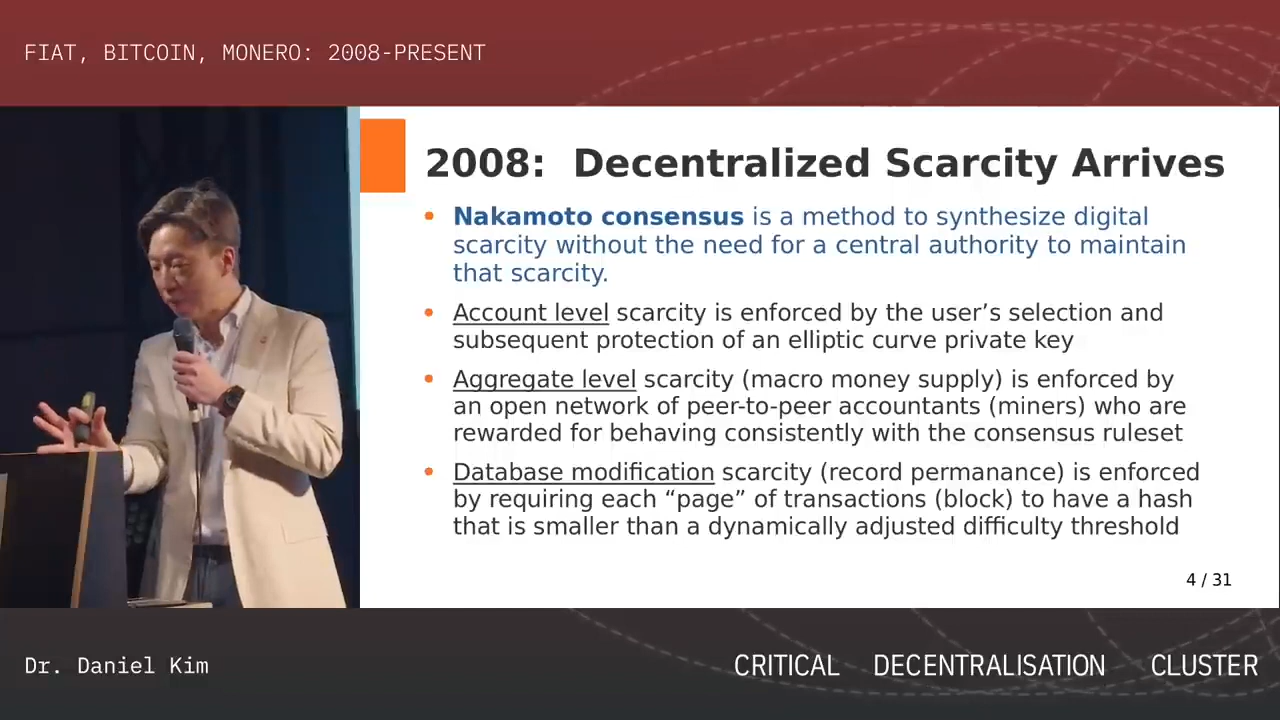 FIAT, BITCOIN, MONERO: 2008-PRESENT
2008: Decentralized Scarcity Arrives
Nakamoto consensus is a method to synthesize digital
scarcity without the need for a central authority to maintain
that scarcity.
Account level scarcity is enforced by the user’s selection and
subsequent protection of an elliptic curve private key
Aggregate level scarcity (macro money supply) is enforced by
an open network of peer-to-peer accountants (miners) who are
rewarded for behaving consistently with the consensus ruleset
Database modification scarcity (record permanance) is enforced
by requiring each “page” of transactions (block) to have a hash
that is smaller than a dynamically adjusted difficulty threshold
4 / 31
Dr. Daniel Kim
CRITICAL DECENTRALISATION CLUSTER